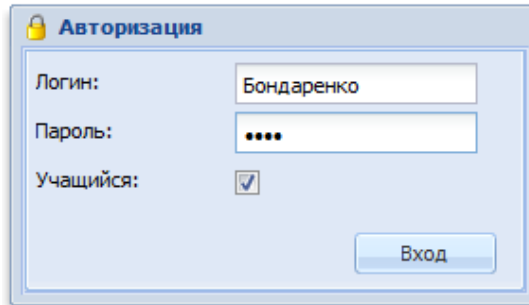 Авторизация
Логин: Бондаренко
Пароль: ••••
Учащийся:
Вход